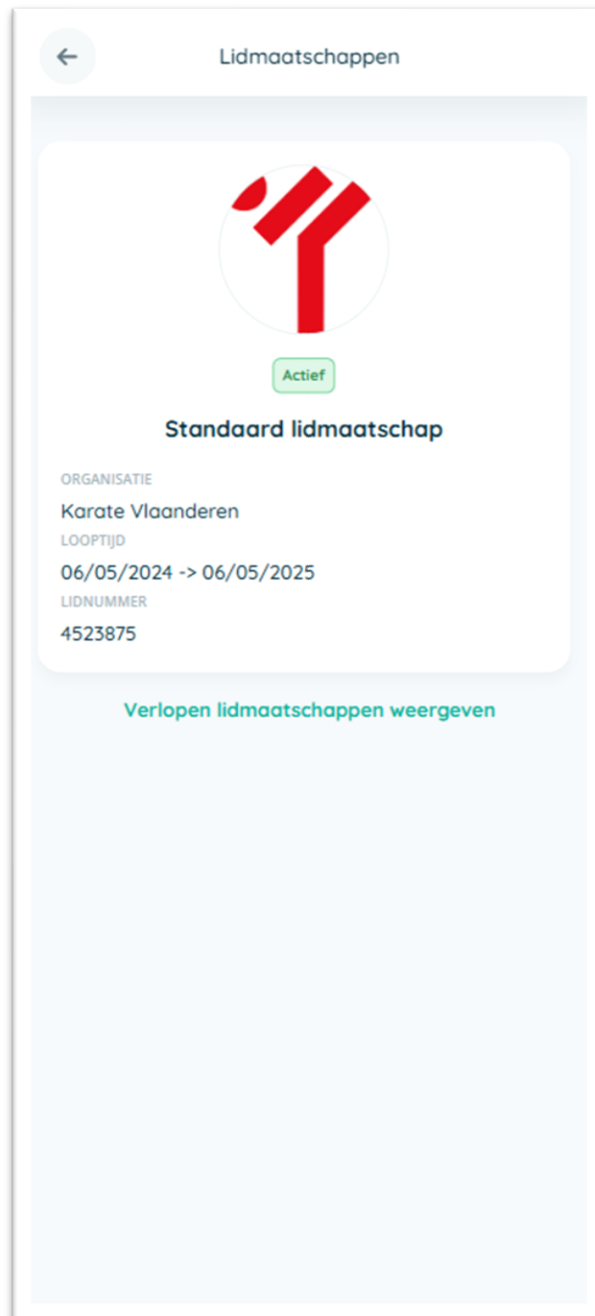 Lidmaatschappen
Actief
Standaard lidmaatschap
ORGANISATIE
Karate Vlaanderen
LOOPTIJD
06/05/2024 -> 06/05/2025
LIDNUMMER
4523875
Verlopen lidmaatschappen weergeven